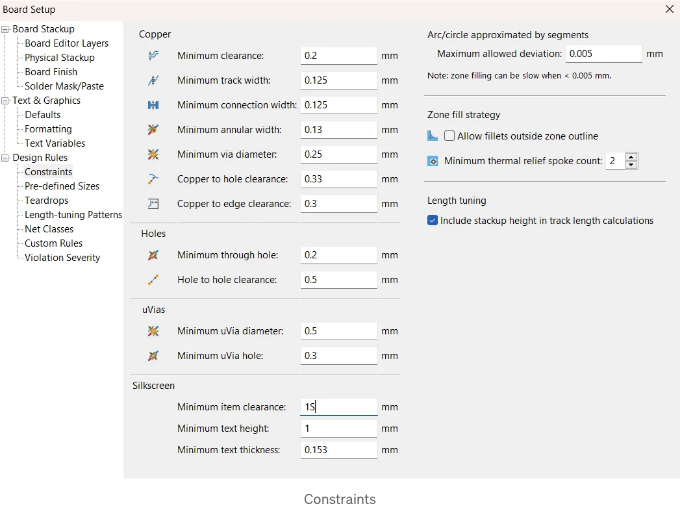 Board Setup
Board Stackup
Board Editor Layers
Physical Stackup
Board Finish
Solder Mask/Paste
Text & Graphics
Defaults
Formatting
Text Variables
Design Rules
Constraints
Pre-defined Sizes
Teardrops
Length-tuning Patterns
Net Classes
Custom Rules
Violation Severity
Copper
Minimum clearance: 0.2 mm
Minimum track width: 0.125 mm
Minimum connection width: 0.125 mm
Minimum annular width: 0.13 mm
Minimum via diameter: 0.25 mm
Copper to hole clearance: 0.33 mm
Copper to edge clearance: 0.3 mm
Holes
Minimum through hole: 0.2 mm
Hole to hole clearance: 0.5 mm
uVias
Minimum uVia diameter: 0.5 mm
Minimum uVia hole: 0.3 mm
Silkscreen
Minimum item clearance: 1S mm
Minimum text height: 1 mm
Minimum text thickness: 0.153 mm
Arc/circle approximated by segments
Maximum allowed deviation: 0.005 mm
Note: zone filling can be slow when < 0.005 mm.
Zone fill strategy
Allow fillets outside zone outline
Minimum thermal relief spoke count: 2
Length tuning
Include stackup height in track length calculations
Constraints